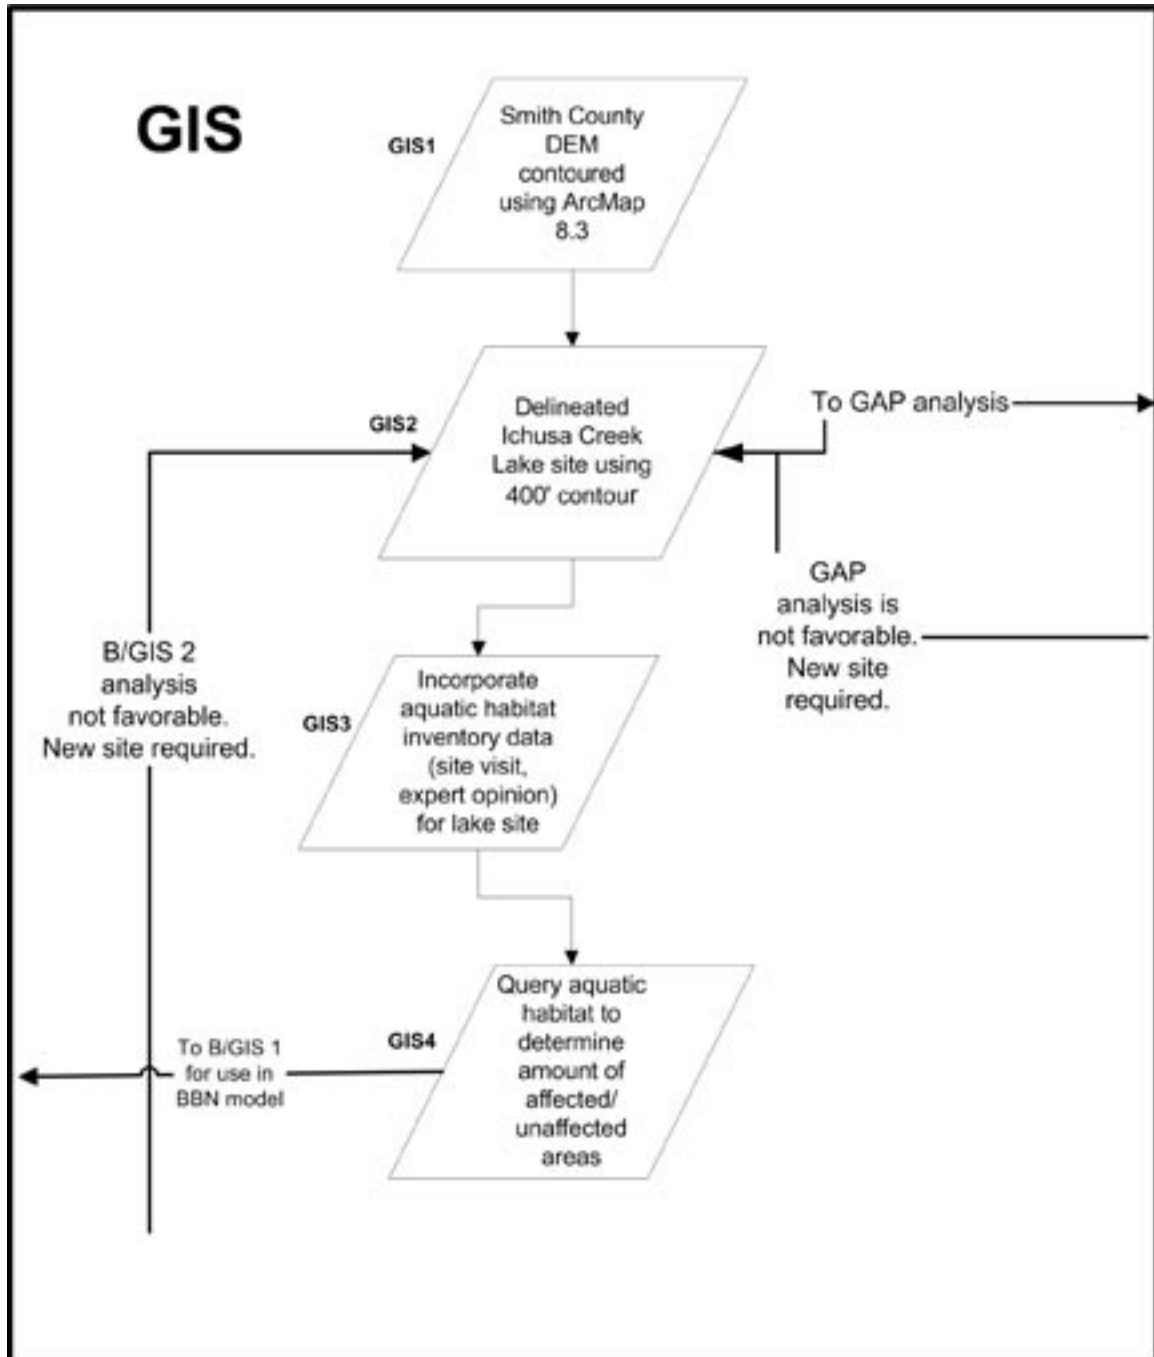 GIS
GIS1
Smith County
DEM
contoured
using ArcMap
8.3
GIS2
Delineated
Ichusa Creek
Lake site using
400' contour
To GAP analysis
GAP
analysis is
not favorable.
New site
required.
B/GIS 2
analysis
not favorable.
New site required.
GIS3
Incorporate
aquatic habitat
inventory data
(site visit,
expert opinion)
for lake site
GIS4
Query aquatic
habitat to
determine
amount of
affected/
unaffected
areas
To B/GIS 1
for use in
BBN model